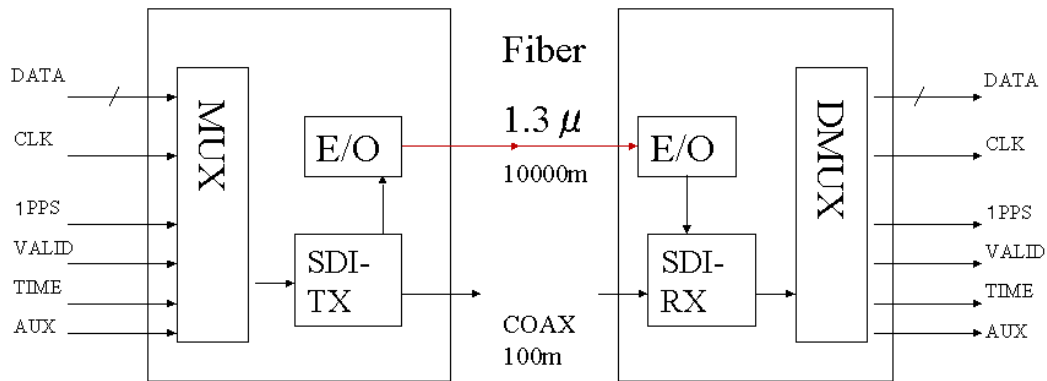 DATA
CLK
1PPS
VALID
TIME
AUX
MUX
E/O
SDI-
TX
Fiber
1.3 μ
10000m
COAX
100m
E/O
SDI-
RX
DMUX
DATA
CLK
1PPS
VALID
TIME
AUX